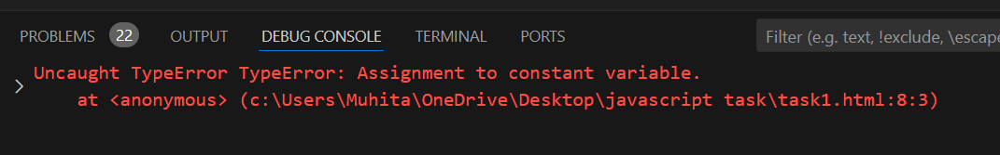 PROBLEMS 22 OUTPUT DEBUG CONSOLE TERMINAL PORTS Filter (e.g. text, !exclude, \escape
Uncaught TypeError TypeError: Assignment to constant variable.
at <anonymous> (c:\Users\Muhita\OneDrive\Desktop\javascript task\task1.html:8:3)